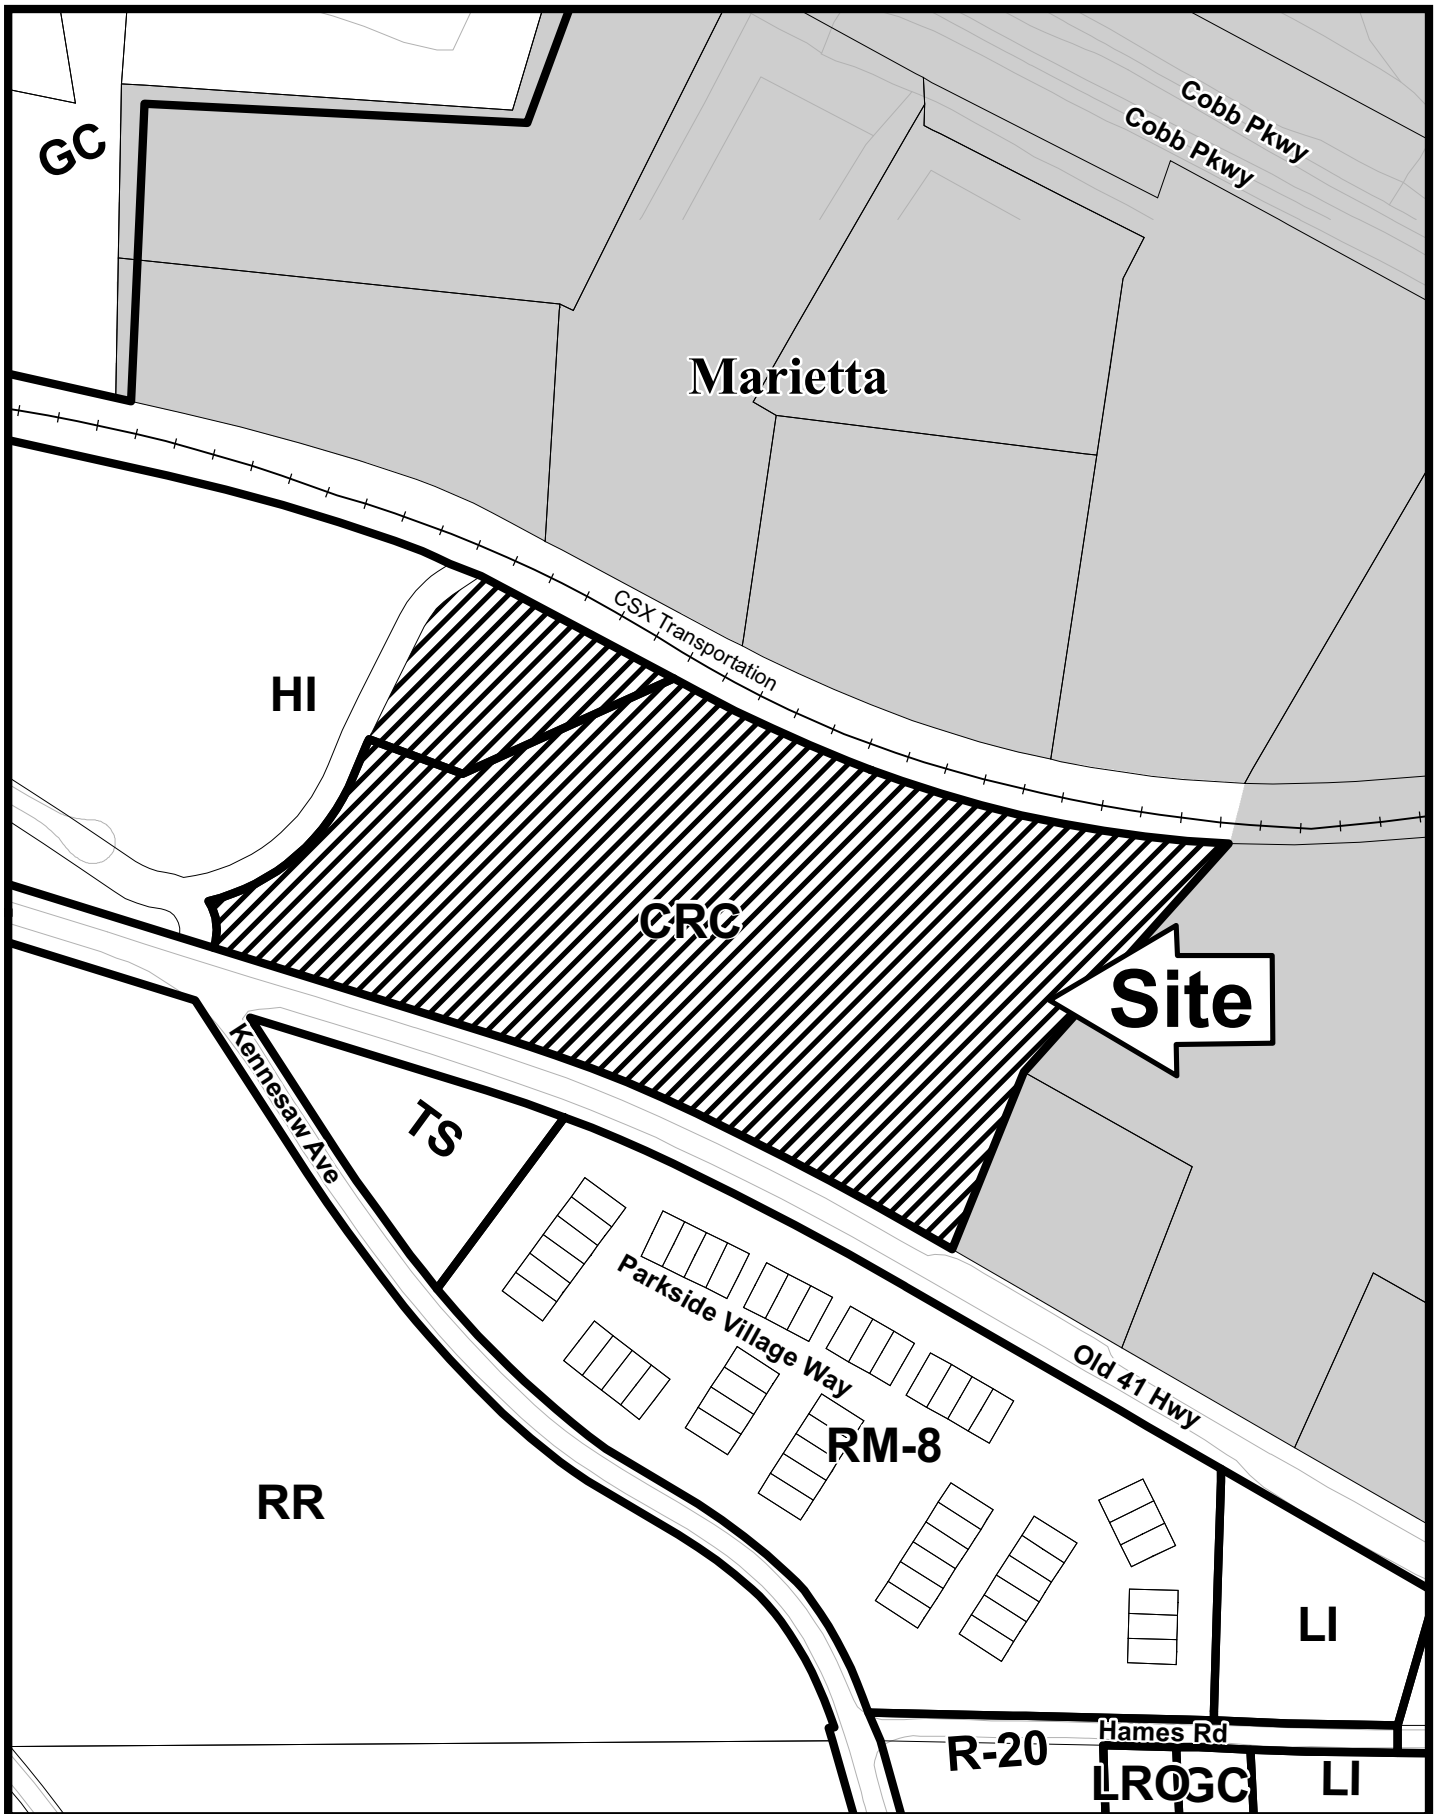 Cobb Pkwy
Cobb Pkwy
GC
Marietta
CSX Transportation
HI
CRC
Site
Kennesaw Ave
TS
Parkside Village Way
Old 41 Hwy
RM-8
RR
LI
Hames Rd
R-20
LRO
GC
LI